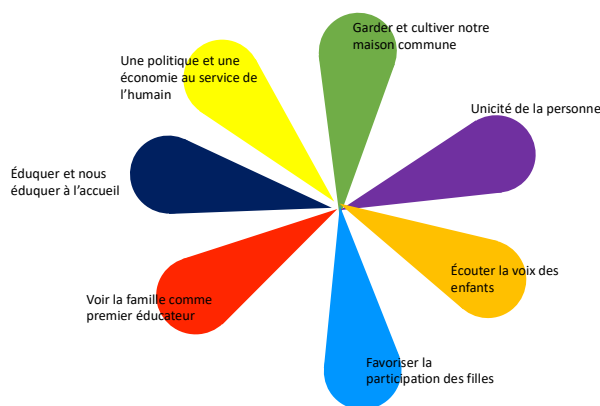 Garder et cultiver notre
maison commune
Une politique et une
économie au service de
l’humain
Unicité de la personne
Éduquer et nous
éduquer à l’accueil
Écouter la voix des
enfants
Voir la famille comme
premier éducateur
Favoriser la
participation des filles